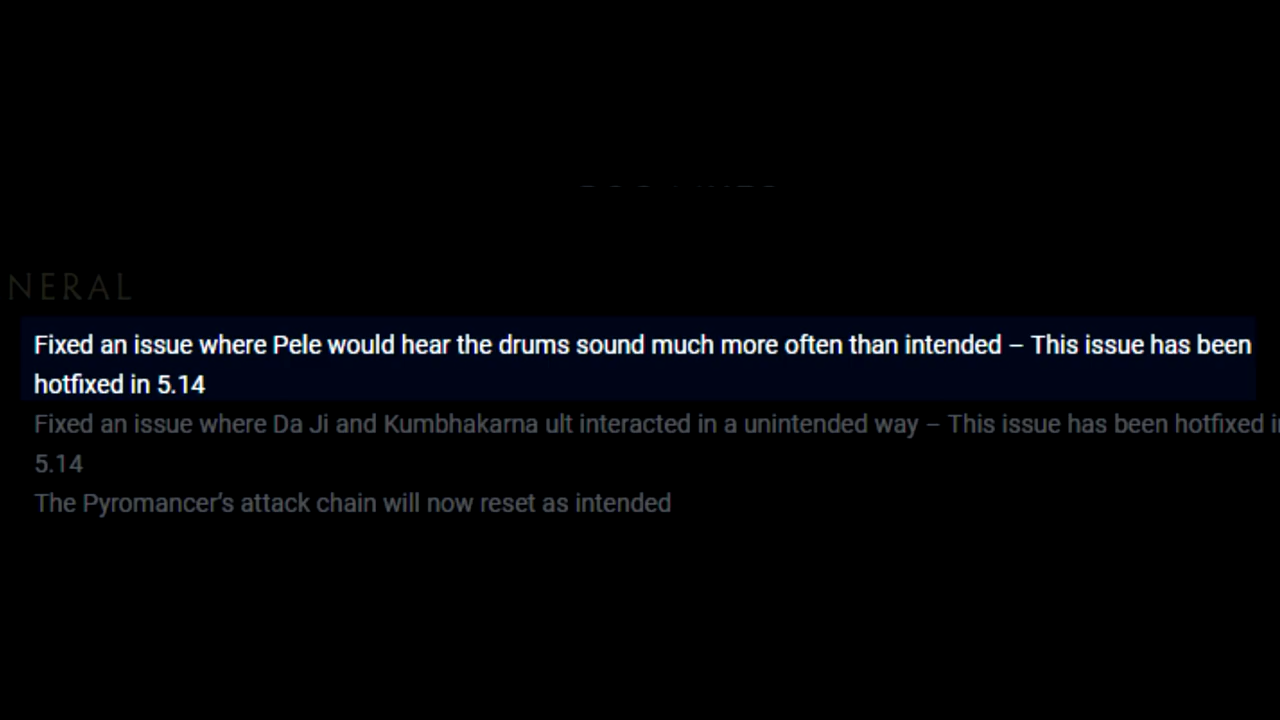 NERAL
Fixed an issue where Pele would hear the drums sound much more often than intended – This issue has been
hotfixed in 5.14
Fixed an issue where Da Ji and Kumbhakarna ult interacted in a unintended way – This issue has been hotfixed
5.14
The Pyromancer’s attack chain will now reset as intended